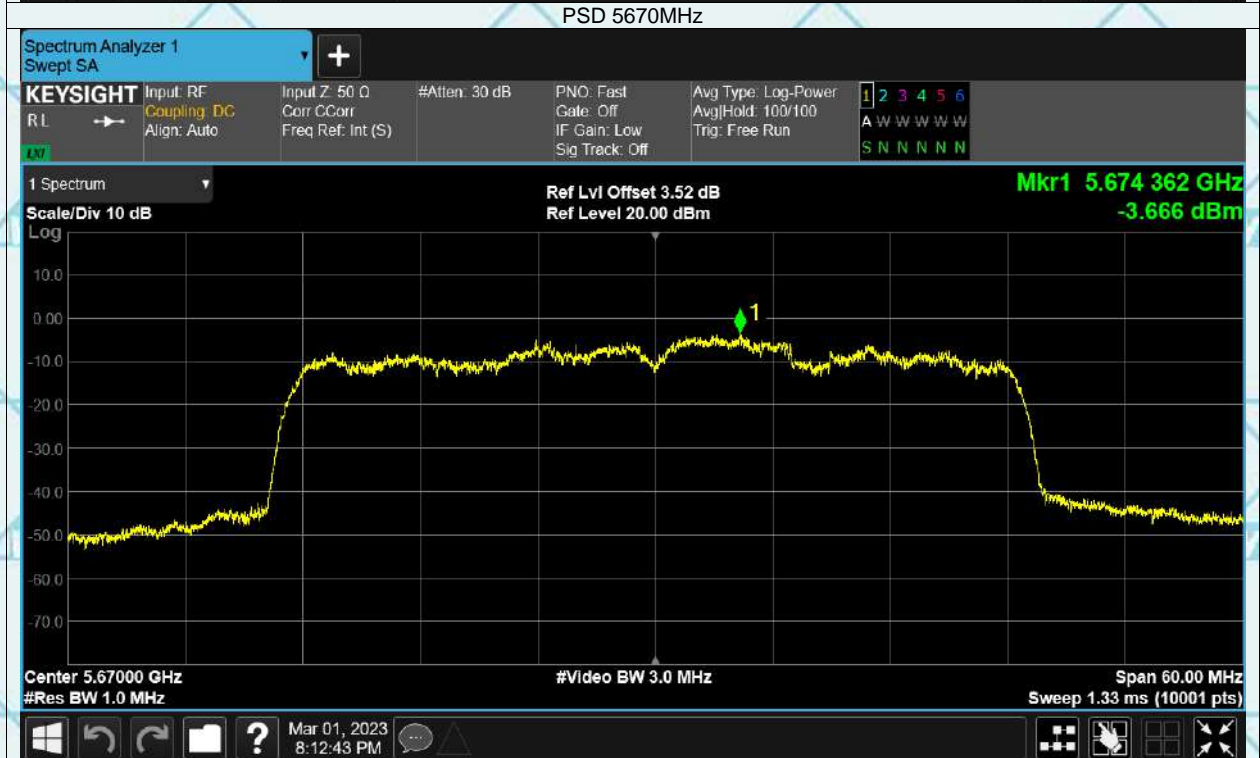 PSD 5670MHz
Spectrum Analyzer 1
Swept SA
KEYSIGHT
RL
LXI
Input: RF
Coupling: DC
Align: Auto
Input Z: 50 Ω
Corr CCorr
Freq Ref: Int (S)
#Atten: 30 dB
PNO: Fast
Gate: Off
IF Gain: Low
Sig Track: Off
Avg Type: Log-Power
Avg|Hold: 100/100
Trig: Free Run
1 2 3 4 5 6
A W W W W W
S N N N N N
1 Spectrum
Scale/Div 10 dB
Log
Ref Lvl Offset 3.52 dB
Ref Level 20.00 dBm
Mkr1 5.674 362 GHz
-3.666 dBm
10.0
0.00
-10.0
-20.0
-30.0
-40.0
-50.0
-60.0
-70.0
1
Center 5.67000 GHz
#Res BW 1.0 MHz
#Video BW 3.0 MHz
Span 60.00 MHz
Sweep 1.33 ms (10001 pts)
?
Mar 01, 2023
8:12:43 PM